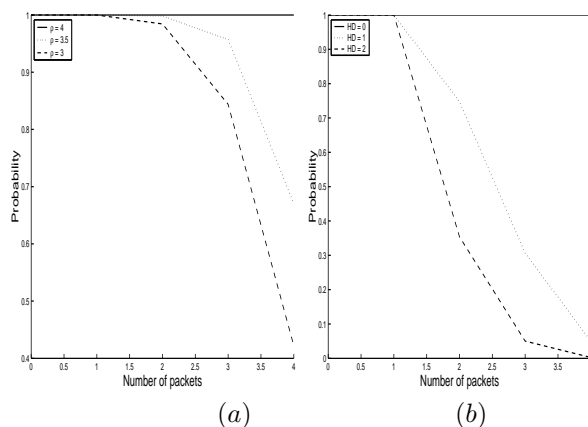 1
0.9
0.8
0.7
0.6
0.5
0.4
Probability
ρ = 4
ρ = 3.5
ρ = 3
0 0.5 1 1.5 2 2.5 3 3.5 4
Number of packets
(a)
1
0.9
0.8
0.7
0.6
0.5
0.4
0.3
0.2
0.1
0
Probability
HD = 0
HD = 1
HD = 2
0 0.5 1 1.5 2 2.5 3 3.5
Number of packets
(b)